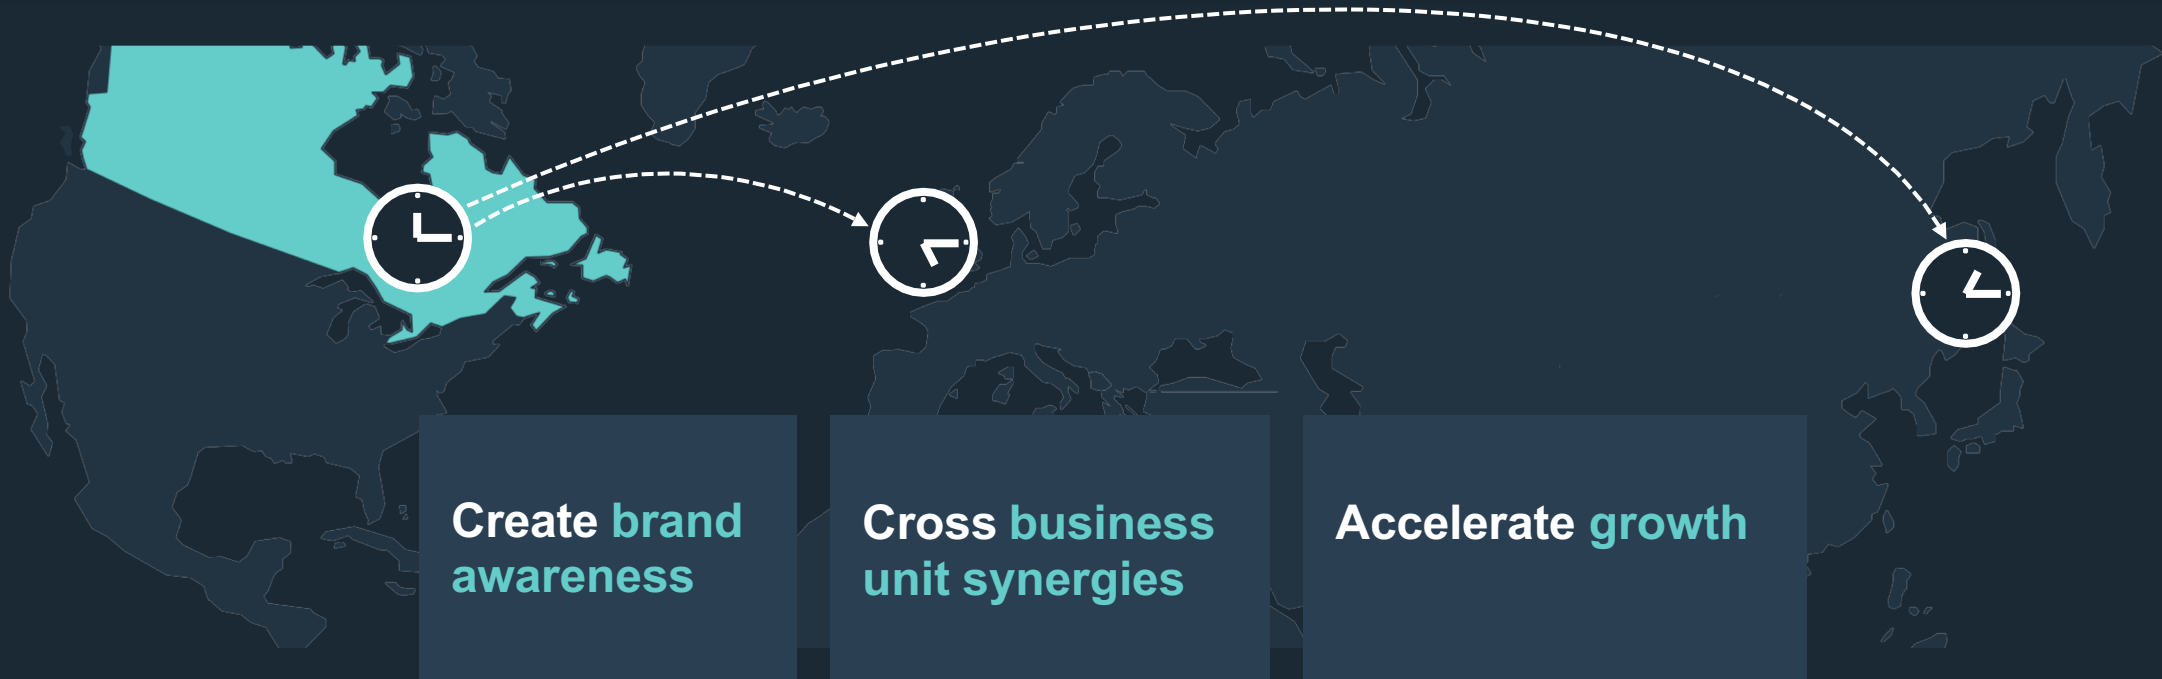 Create brand
awareness
Cross business
unit synergies
Accelerate growth